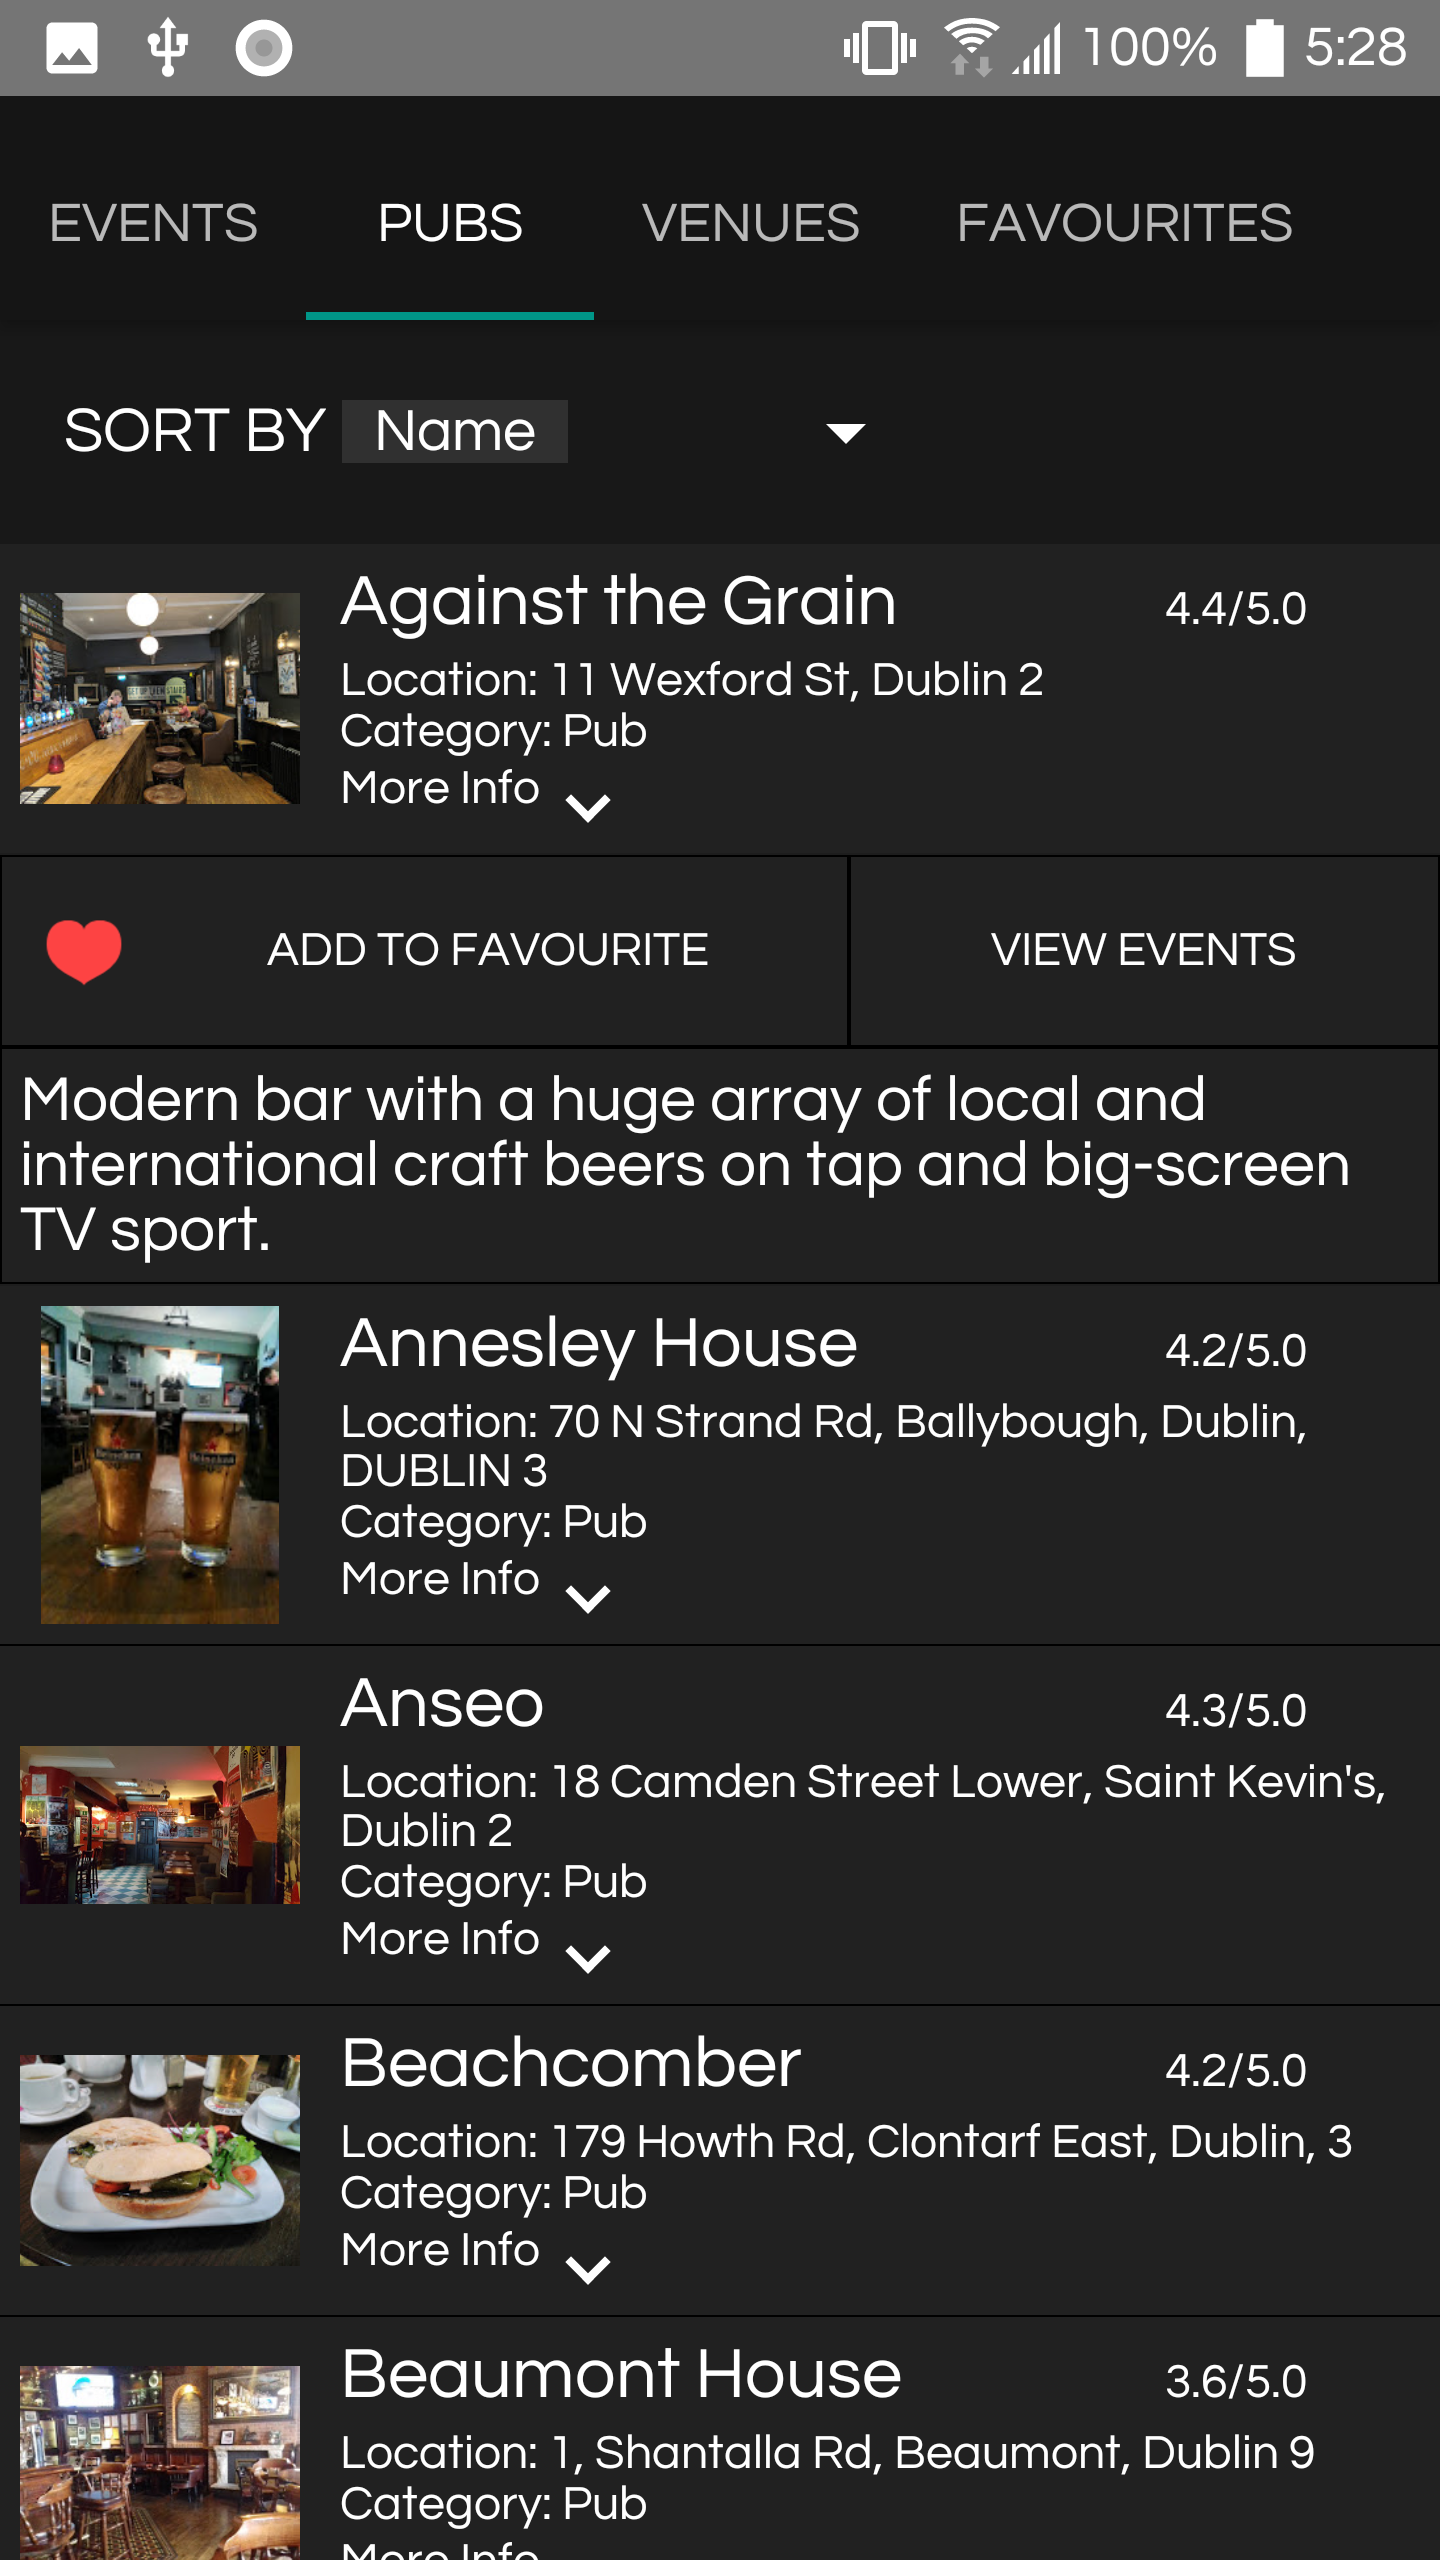 100% 5:28
EVENTS PUBS VENUES FAVOURITES
SORT BY Name
Against the Grain 4.4/5.0
Location: 11 Wexford St, Dublin 2
Category: Pub
More Info
ADD TO FAVOURITE VIEW EVENTS
Modern bar with a huge array of local and
international craft beers on tap and big-screen
TV sport.
Annesley House 4.2/5.0
Location: 70 N Strand Rd, Ballybough, Dublin,
DUBLIN 3
Category: Pub
More Info
Anseo 4.3/5.0
Location: 18 Camden Street Lower, Saint Kevin's,
Dublin 2
Category: Pub
More Info
Beachcomber 4.2/5.0
Location: 179 Howth Rd, Clontarf East, Dublin, 3
Category: Pub
More Info
Beaumont House 3.6/5.0
Location: 1, Shantalla Rd, Beaumont, Dublin 9
Category: Pub
More Info